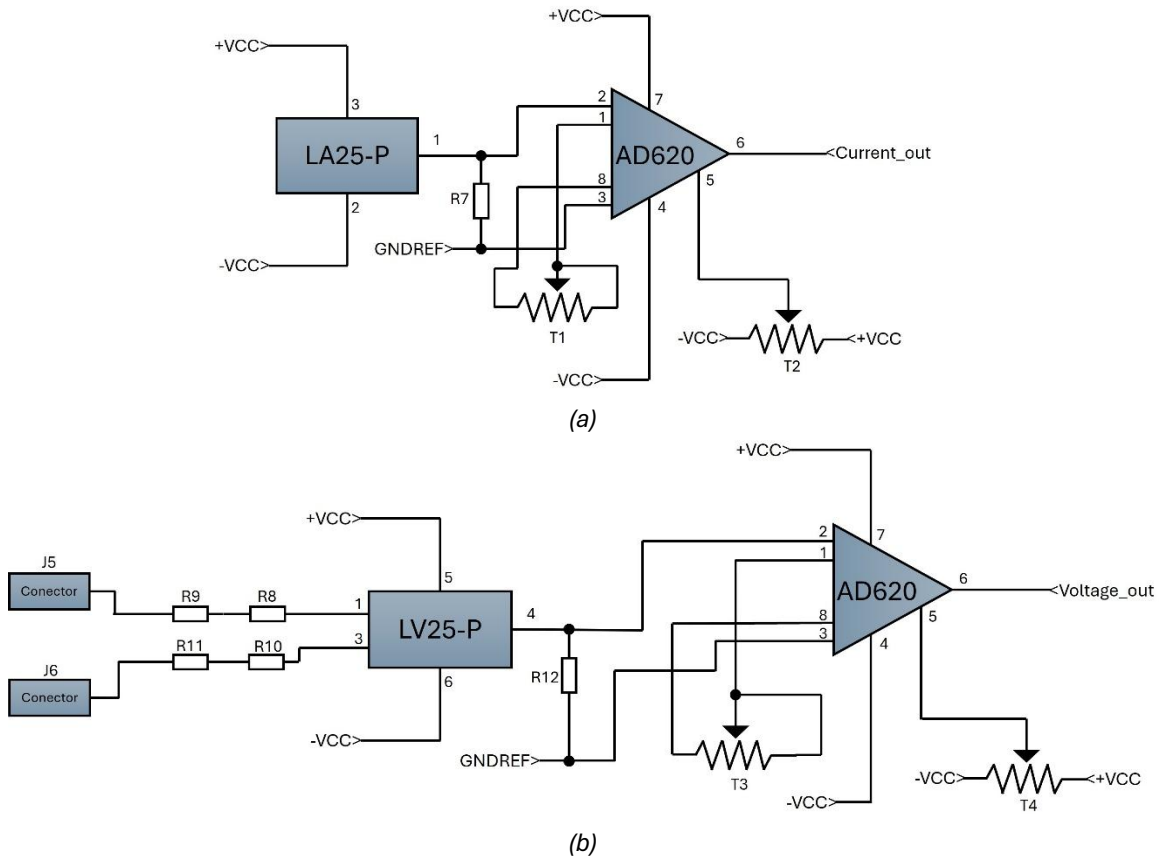 +VCC>
+VCC>
3
7
LA25-P
1
2
1
AD620
6
<Current_out
R7
8
3
5
2
4
GNDREF>
-VCC>
T1
-VCC>
<+VCC
T2
-VCC>
(a)
+VCC>
+VCC>
7
J5
Conector
R9
R8
5
1
LV25-P
4
2
1
AD620
6
<Voltage_out
R11
R10
3
8
3
5
J6
Conector
6
R12
4
-VCC>
GNDREF>
T3
-VCC>
<+VCC
T4
-VCC>
(b)